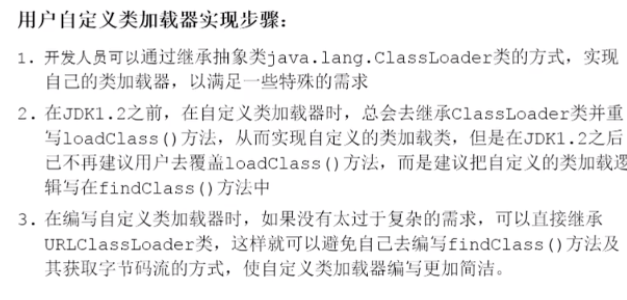 用户自定义类加载器实现步骤：
1. 开发人员可以通过继承抽象类java.lang.ClassLoader类的方式，实现
自己的类加载器，以满足一些特殊的需求
2. 在JDK1.2之前，在自定义类加载器时，总会去继承ClassLoader类并重
写loadClass()方法，从而实现自定义的类加载类，但是在JDK1.2之后
已不再建议用户去覆盖loadClass()方法，而是建议把自定义的类加载逻
辑写在findClass()方法中
3. 在编写自定义类加载器时，如果没有太过于复杂的需求，可以直接继承
URLClassLoader类，这样就可以避免自己去编写findClass()方法及
其获取字节码流的方式，使自定义类加载器编写更加简洁。